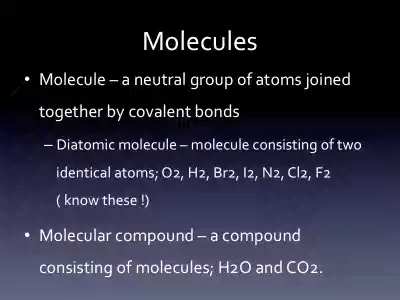 Molecules
• Molecule – a neutral group of atoms joined
together by covalent bonds
– Diatomic molecule – molecule consisting of two
identical atoms; O2, H2, Br2, I2, N2, Cl2, F2
( know these !)
• Molecular compound – a compound
consisting of molecules; H2O and CO2.